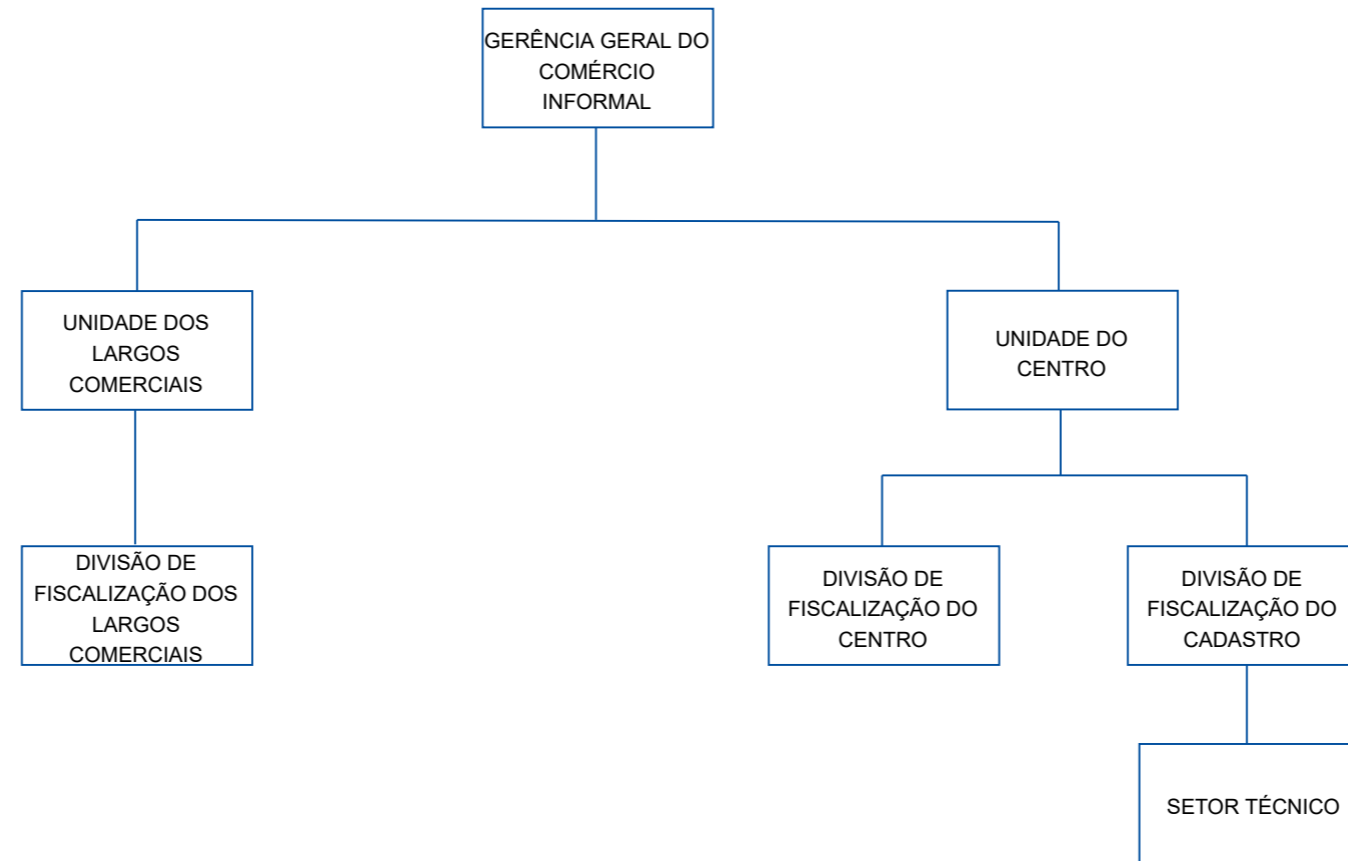 GERÊNCIA GERAL DO
COMÉRCIO
INFORMAL
UNIDADE DOS
LARGOS
COMERCIAIS
UNIDADE DO
CENTRO
DIVISÃO DE
FISCALIZAÇÃO DOS
LARGOS
COMERCIAIS
DIVISÃO DE
FISCALIZAÇÃO DO
CENTRO
DIVISÃO DE
FISCALIZAÇÃO DO
CADASTRO
SETOR TÉCNICO